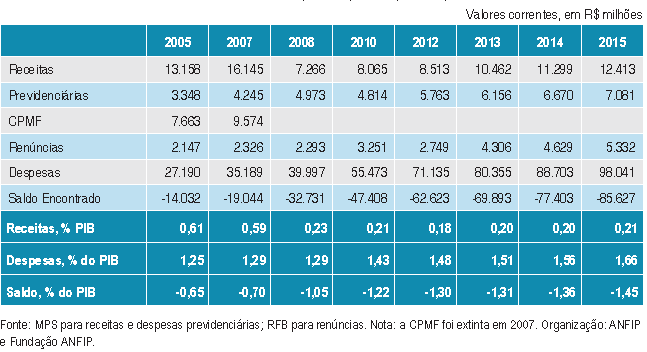 Valores correntes, em R$ milhões
2005 2007 2008 2010 2012 2013 2014 2015
Receitas 13.158 16.145 7.266 8.065 8.513 10.462 11.299 12.413
Previdenciárias 3.348 4.245 4.973 4.814 5.763 6.156 6.670 7.081
CPMF 7.663 9.574
Renúncias 2.147 2.326 2.293 3.251 2.749 4.306 4.629 5.332
Despesas 27.190 35.189 39.997 55.473 71.135 80.355 88.703 98.041
Saldo Encontrado -14.032 -19.044 -32.731 -47.408 -62.623 -69.893 -77.403 -85.627
Receitas, % PIB 0,61 0,59 0,23 0,21 0,18 0,20 0,20 0,21
Despesas, % do PIB 1,25 1,29 1,29 1,43 1,48 1,51 1,56 1,66
Saldo, % do PIB -0,65 -0,70 -1,05 -1,22 -1,30 -1,31 -1,36 -1,45
Fonte: MPS para receitas e despesas previdenciárias; RFB para renúncias. Nota: a CPMF foi extinta em 2007. Organização: ANFIP
e Fundação ANFIP.